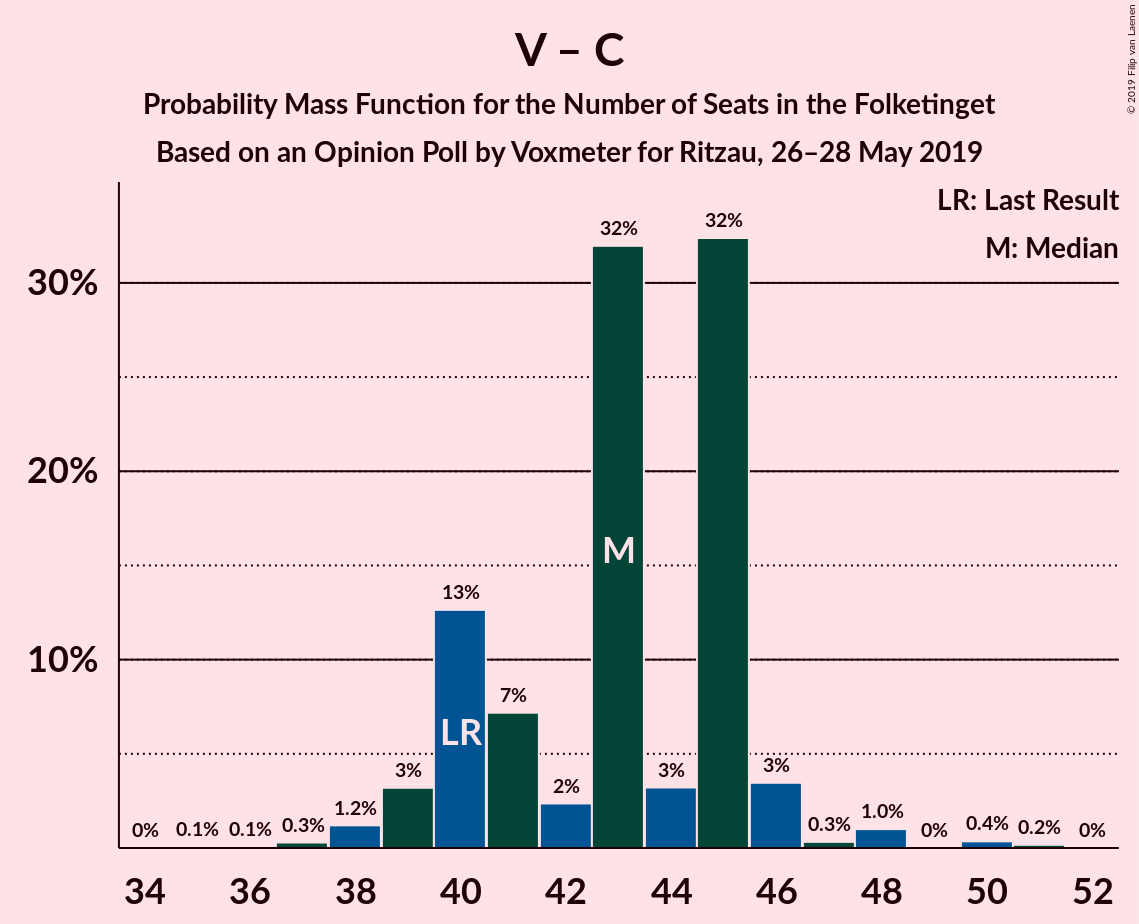 © 2019 Filip van Laenen
V – C
Probability Mass Function for the Number of Seats in the Folketinget
Based on an Opinion Poll by Voxmeter for Ritzau, 26–28 May 2019
LR: Last Result
M: Median
30%
20%
10%
0%
0.1%
0.1%
0.3%
1.2%
3%
13%
7%
2%
32%
3%
32%
3%
0.3%
1.0%
0%
0.4%
0.2%
0%
LR
M
34 36 38 40 42 44 46 48 50 52